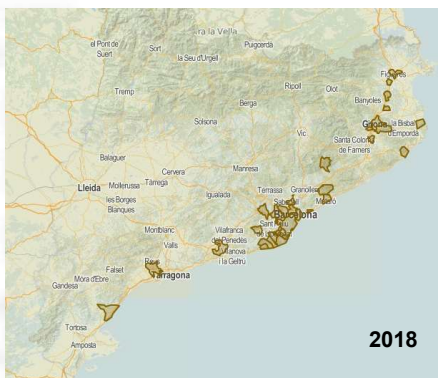 ra la Vella
el Pont de
Suert
Sort
Puigcerdà
la Seu d'Urgell
Figueres
Ripoll
Olot
Tremp
Berga
Banyoles
Solsona
Girona
la Bisbal
d'Empordà
Vic
Santa Coloma
de Farners
Balaguer
Manresa
Cervera
Lleida
Mollerussa
Tàrrega
Igualada
Terrassa
Granollers
les Borges
Blanques
Mataró
Barcelona
Montblanc
Vilafranca
del Penedès
Valls
Vilanova
i la Geltrú
Reus
Falset
Tarragona
Móra d'Ebre
Gandesa
2018
Tortosa
Amposta